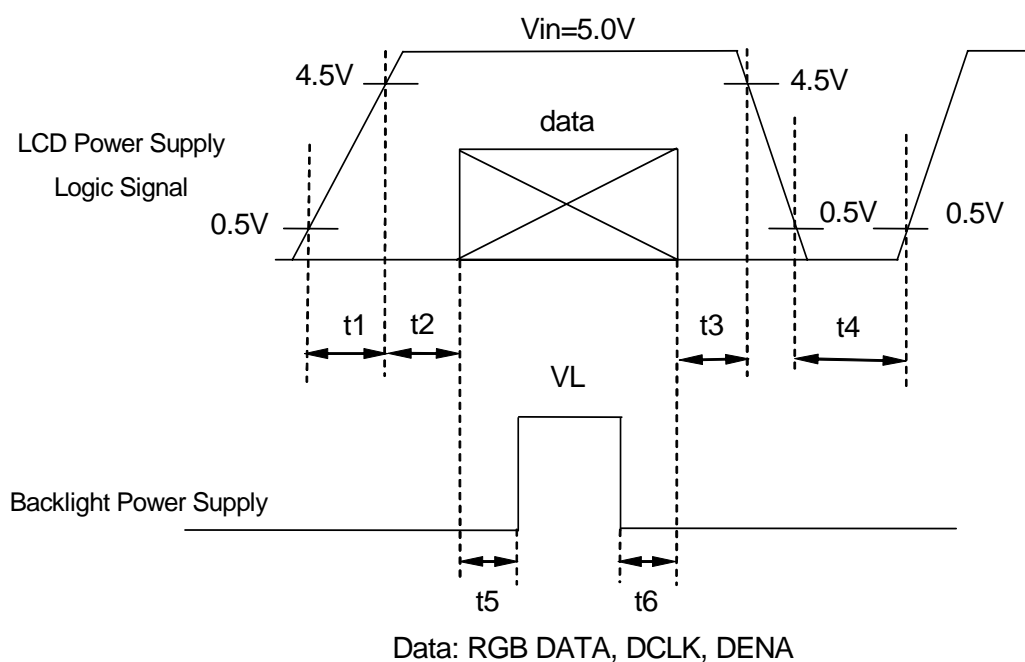 Vin=5.0V
4.5V
4.5V
data
LCD Power Supply
Logic Signal
0.5V
0.5V
0.5V
t1
t2
t3
t4
VL
Backlight Power Supply
t5
t6
Data: RGB DATA, DCLK, DENA